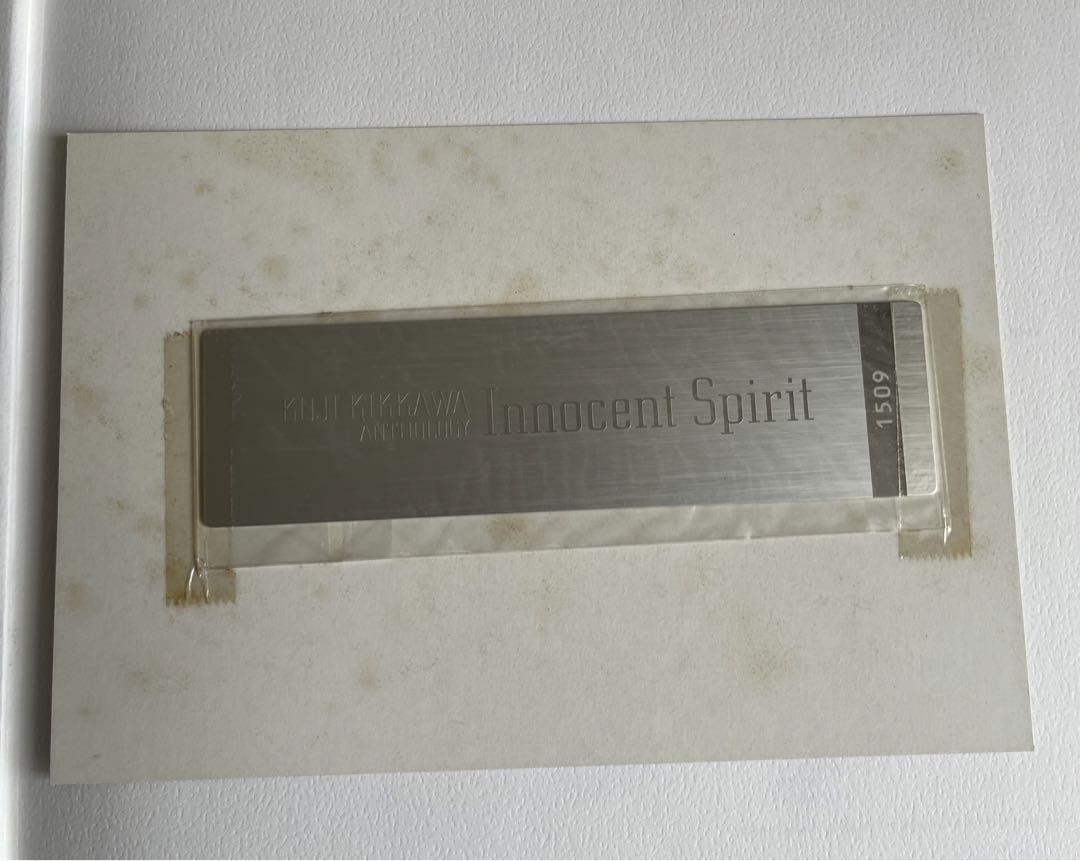 KOJI KIKKAWA
ANTHOLOGY
Innocent Spirit
1509